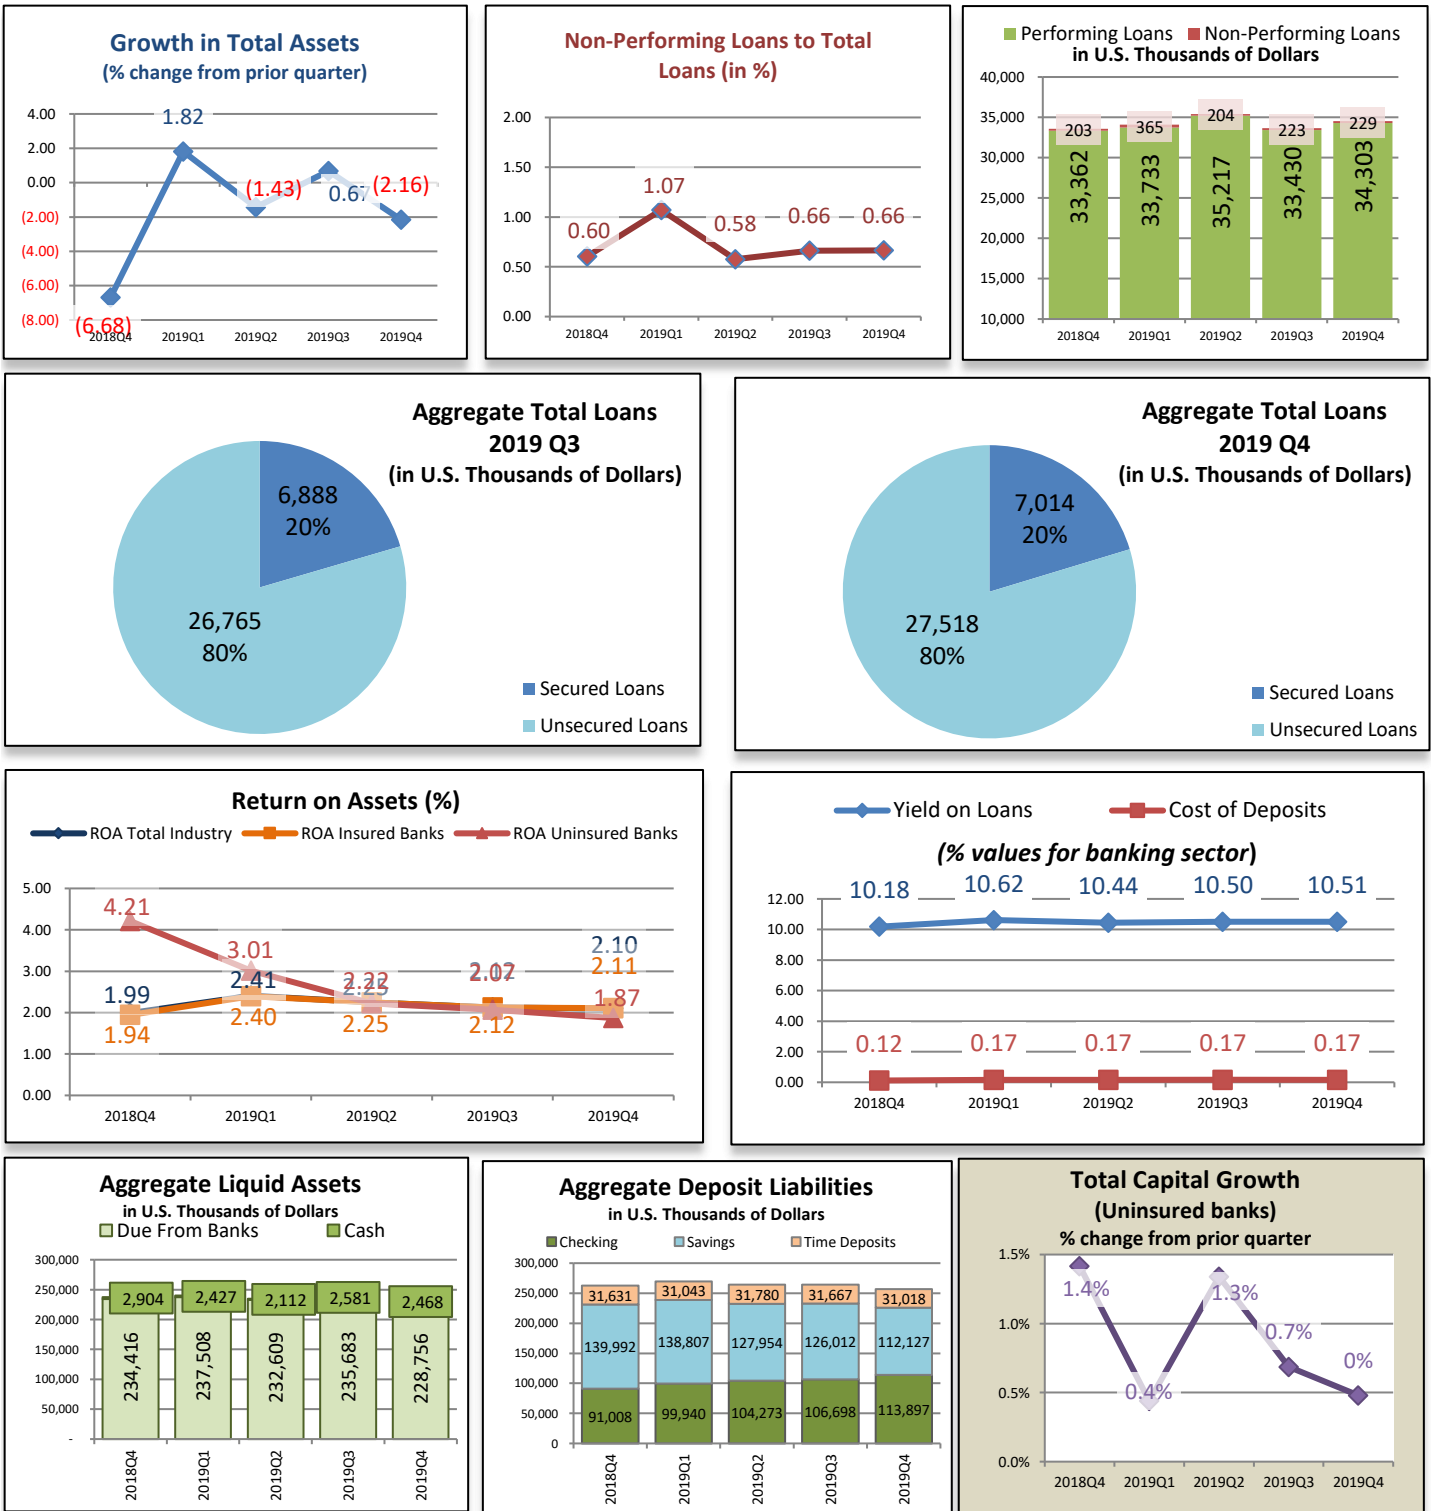 Growth in Total Assets
(% change from prior quarter)
4.00
2.00
0.00
(2.00)
(4.00)
(6.00)
(8.00)
1.82
(1.43)
0.67
(2.16)
(6.68)
2018Q4 2019Q1 2019Q2 2019Q3 2019Q4
Non-Performing Loans to Total
Loans (in %)
2.00
1.50
1.00
0.50
0.00
0.60 1.07 0.58 0.66 0.66
2018Q4 2019Q1 2019Q2 2019Q3 2019Q4
Performing Loans Non-Performing Loans
in U.S. Thousands of Dollars
40,000
35,000
30,000
25,000
20,000
15,000
10,000
203 365 204 223 229
33,362 33,733 35,217 33,430 34,303
2018Q4 2019Q1 2019Q2 2019Q3 2019Q4
Aggregate Total Loans
2019 Q3
(in U.S. Thousands of Dollars)
6,888
20%
26,765
80%
Secured Loans
Unsecured Loans
Aggregate Total Loans
2019 Q4
(in U.S. Thousands of Dollars)
7,014
20%
27,518
80%
Secured Loans
Unsecured Loans
Return on Assets (%)
ROA Total Industry ROA Insured Banks ROA Uninsured Banks
5.00
4.00
3.00
2.00
1.00
0.00
4.21 3.01 2.22 2.07 1.87
1.99 2.41 2.25 2.12 2.10
1.94 2.40 2.25 2.12 2.11
2018Q4 2019Q1 2019Q2 2019Q3 2019Q4
Yield on Loans Cost of Deposits
(% values for banking sector)
12.00
10.00
8.00
6.00
4.00
2.00
0.00
10.18 10.62 10.44 10.50 10.51
0.12 0.17 0.17 0.17 0.17
2018Q4 2019Q1 2019Q2 2019Q3 2019Q4
Aggregate Liquid Assets
in U.S. Thousands of Dollars
Due From Banks Cash
300,000
250,000
200,000
150,000
100,000
50,000
-
2,904 2,427 2,112 2,581 2,468
234,416 237,508 232,609 235,683 228,756
2018Q4 2019Q1 2019Q2 2019Q3 2019Q4
Aggregate Deposit Liabilities
in U.S. Thousands of Dollars
Checking Savings Time Deposits
300,000
250,000
200,000
150,000
100,000
50,000
0
31,631 31,043 31,780 31,667 31,018
139,992 138,807 127,954 126,012 112,127
91,008 99,940 104,273 106,698 113,897
2018Q4 2019Q1 2019Q2 2019Q3 2019Q4
Total Capital Growth
(Uninsured banks)
% change from prior quarter
1.5%
1.0%
0.5%
0.0%
1.4% 0.4% 1.3% 0.7% 0%
2018Q4 2019Q1 2019Q2 2019Q3 2019Q4